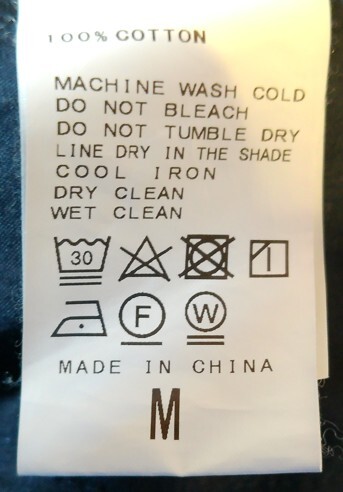 100% COTTON
MACHINE WASH COLD
DO NOT BLEACH
DO NOT TUMBLE DRY
LINE DRY IN THE SHADE
COOL IRON
DRY CLEAN
WET CLEAN
30
F W
MADE IN CHINA
M